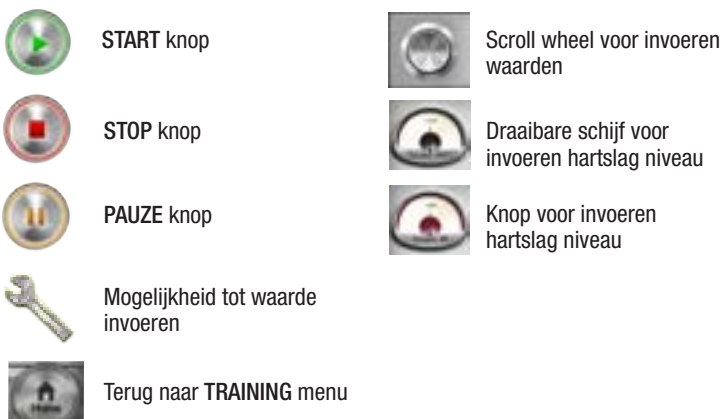 START knop
STOP knop
PAUZE knop
Mogelijkheid tot waarde
invoeren
Terug naar TRAINING menu
Scroll wheel voor invoeren
waarden
Draaibare schijf voor
invoeren hartslag niveau
Knop voor invoeren
hartslag niveau